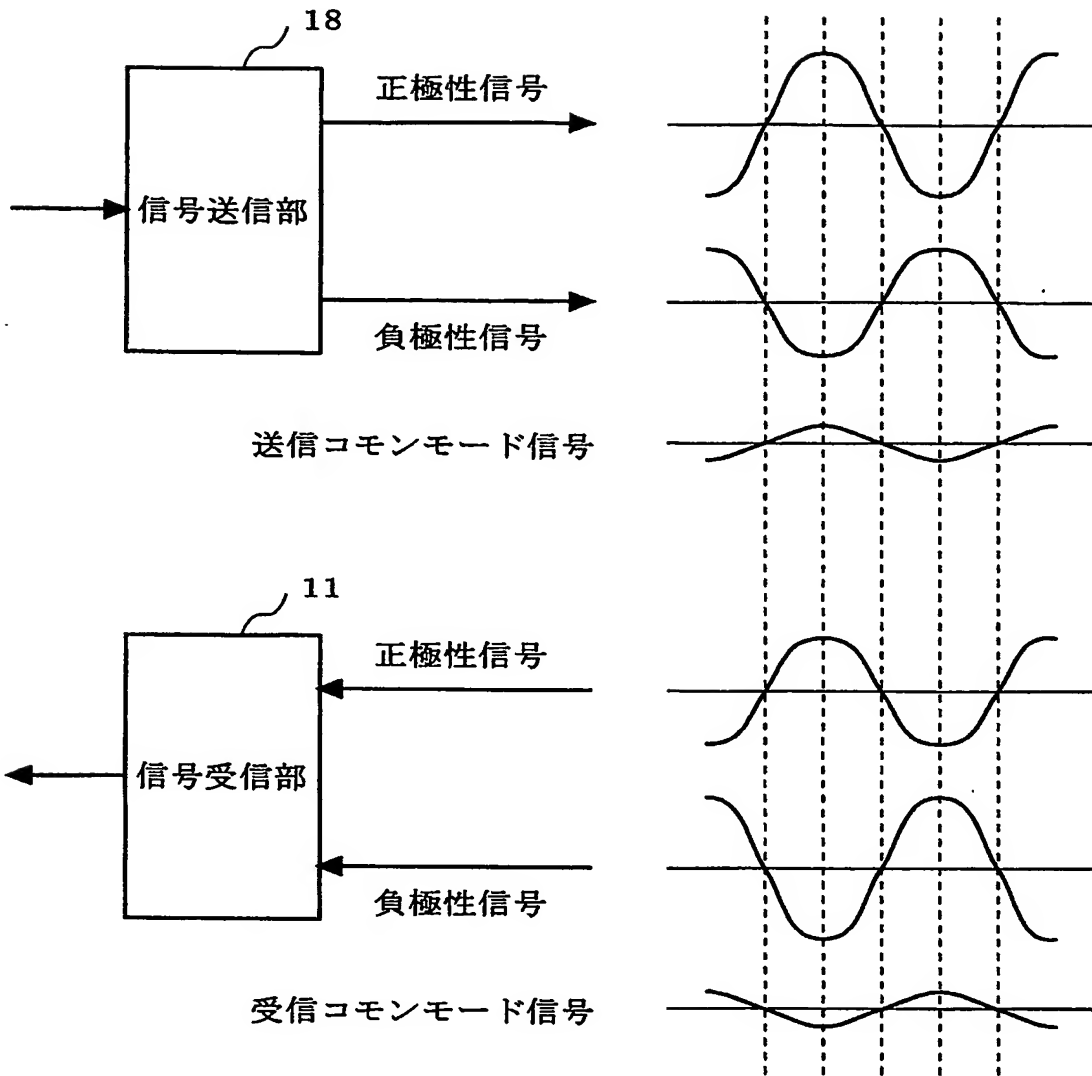 18
正極性信号
信号送信部
負極性信号
送信コモンモード信号
11
正極性信号
信号受信部
負極性信号
受信コモンモード信号